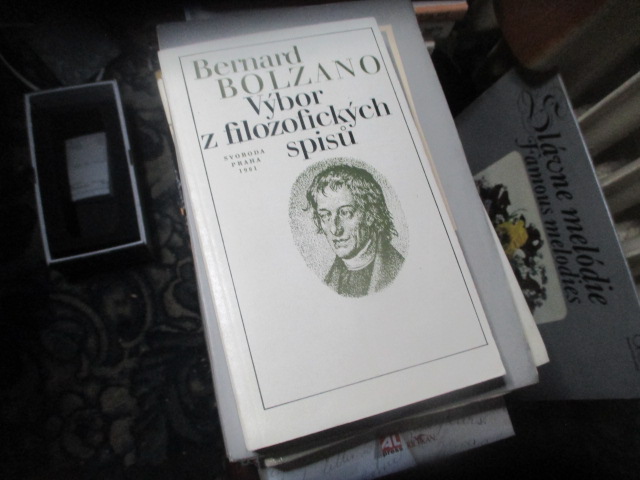 Bernard
BOLZANO
Výbor
z filozofických
spisů
SVOBODA
PRAHA
1981
Slávne melódie
Famous melodies